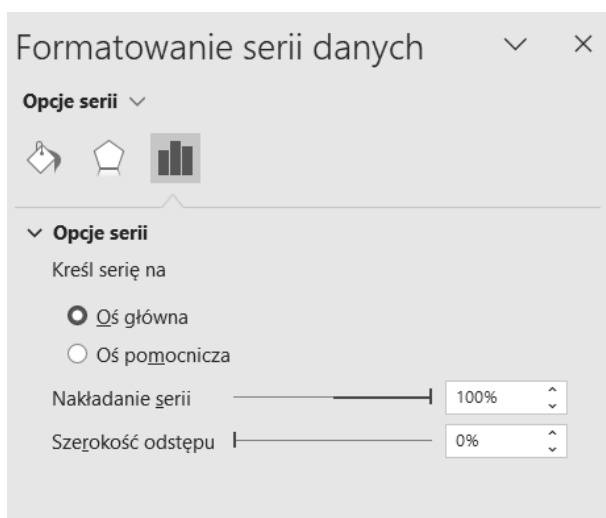 Formatowanie serii danych
Opcje serii
Opcje serii
Kreśl serię na
Oś główna
Oś pomocnicza
Nakładanie serii 100%
Szerokość odstępu 0%